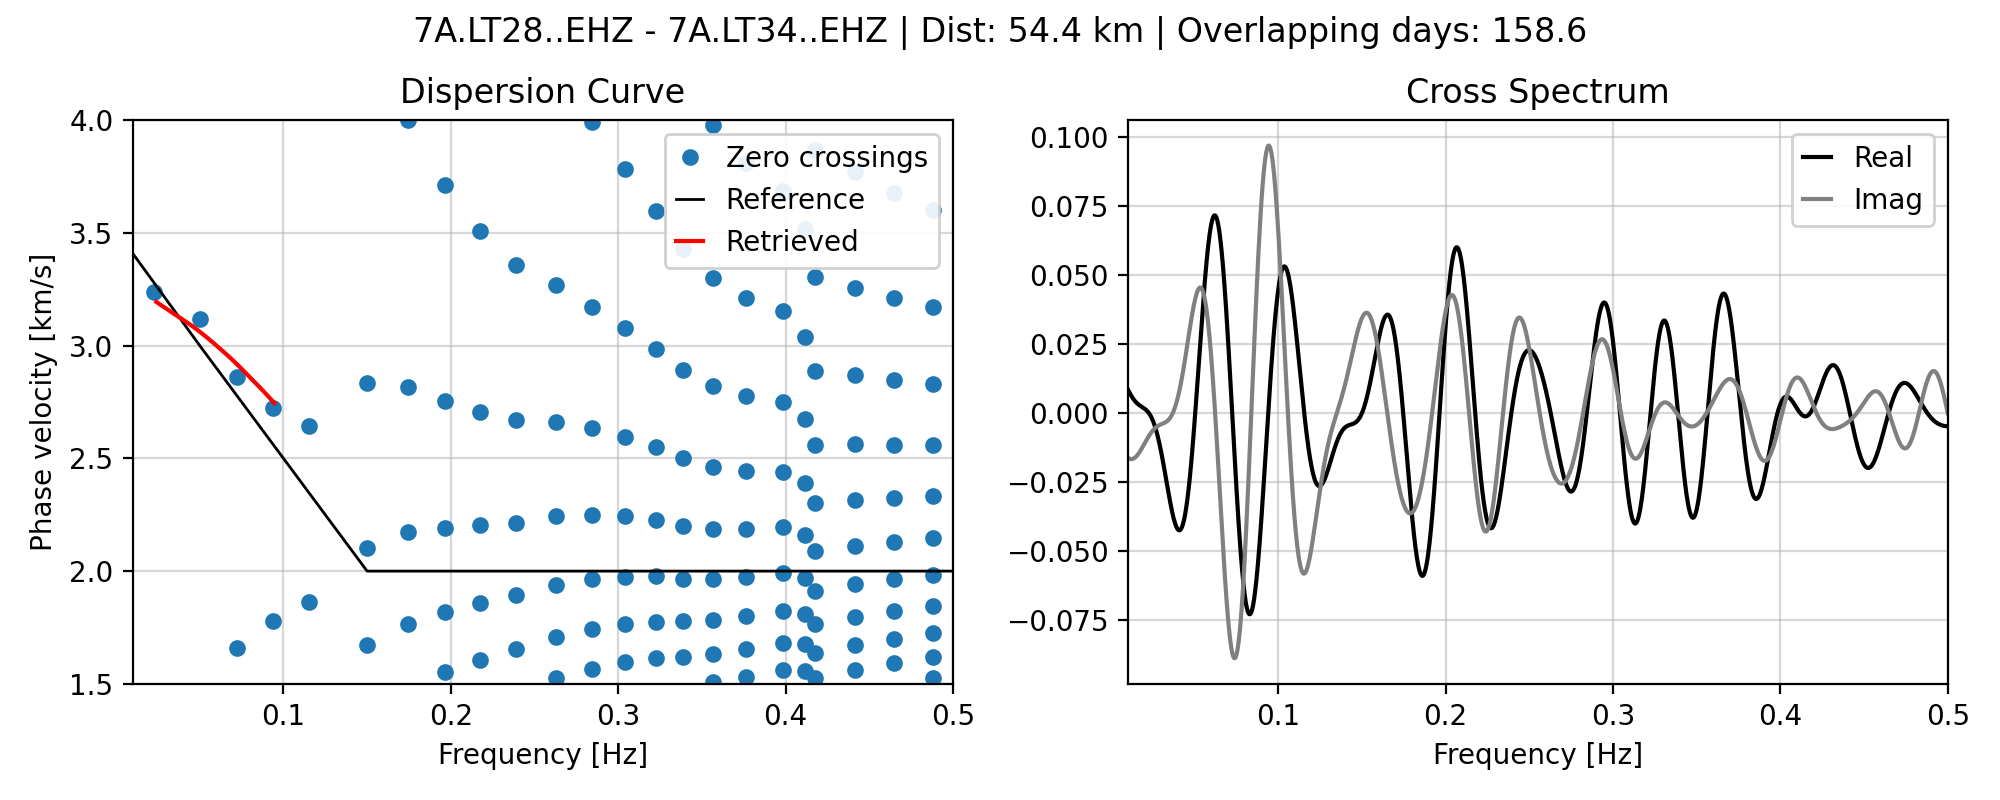 7A.LT28..EHZ - 7A.LT34..EHZ | Dist: 54.4 km | Overlapping days: 158.6
Dispersion Curve
4.0
3.5
3.0
2.5
2.0
1.5
Phase velocity [km/s]
Zero crossings
Reference
Retrieved
0.1
0.2
0.3
0.4
0.5
Frequency [Hz]
Cross Spectrum
0.100
0.075
0.050
0.025
0.000
−0.025
−0.050
−0.075
Real
Imag
0.1
0.2
0.3
0.4
0.5
Frequency [Hz]